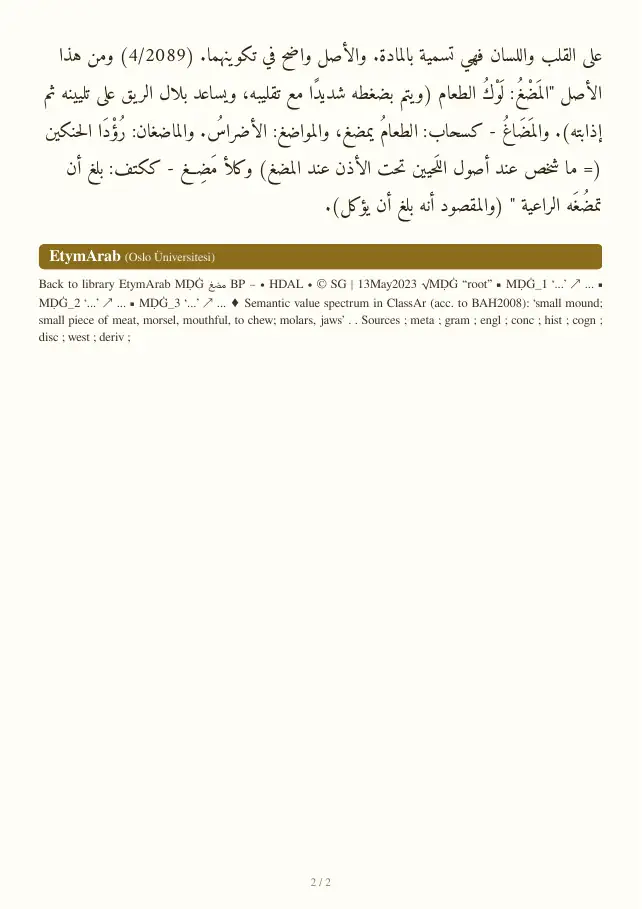 على القلب واللسان فهي تسمية بالمادة. والأصل واضح في تكوينهما. (4/2089) ومن هذا
الأصل "المَضْغُ: لَوْكُ الطعام (ويتم بضغطه شديدًا مع تقليبه، ويساعد بلال الريق على تليينه ثم
إذابته). والمَضَاغُ - كسحاب: الطعامُ يمضغ، والمواضغ: الأضراسُ. والماضغان: رُؤْدَا الحنكين
(= ما شخص عند أصول اللَحيين تحت الأذن عند المضغ) وكلأ مَضِـغ - ككتف: بلغ أن
تمضُغَه الراعية " (والمقصود أنه بلغ أن يؤكل).
EtymArab (Oslo Üniversitesi)
Back to library EtymArab MḌĠ مضغ BP – • HDAL • © SG | 13May2023 √MḌĠ “root” ▪ MḌĠ_1 ‘...’ ↗ ... ▪
MḌĠ_2 ‘...’ ↗ ... ▪ MḌĠ_3 ‘...’ ↗ ... ♦ Semantic value spectrum in ClassAr (acc. to BAH2008): ‘small mound;
small piece of meat, morsel, mouthful, to chew; molars, jaws’ . . Sources ; meta ; gram ; engl ; conc ; hist ; cogn ;
disc ; west ; deriv ;
2 / 2